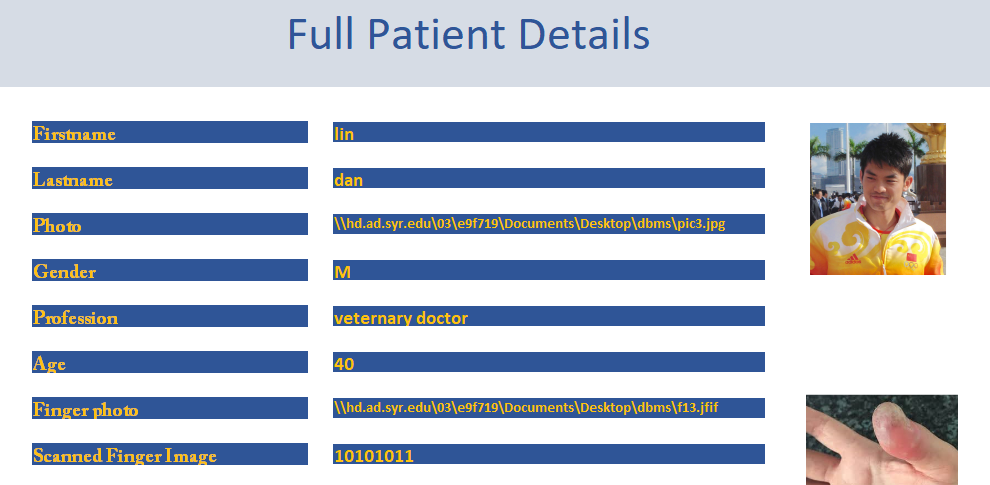 Full Patient Details
Firstname lin
Lastname dan
Photo \\hd.ad.syr.edu\03\e9f719\Documents\Desktop\dbms\pic3.jpg
Gender M
Profession veternary doctor
Age 40
Finger photo \\hd.ad.syr.edu\03\e9f719\Documents\Desktop\dbms\f13.jfif
Scanned Finger Image 10101011
adidas